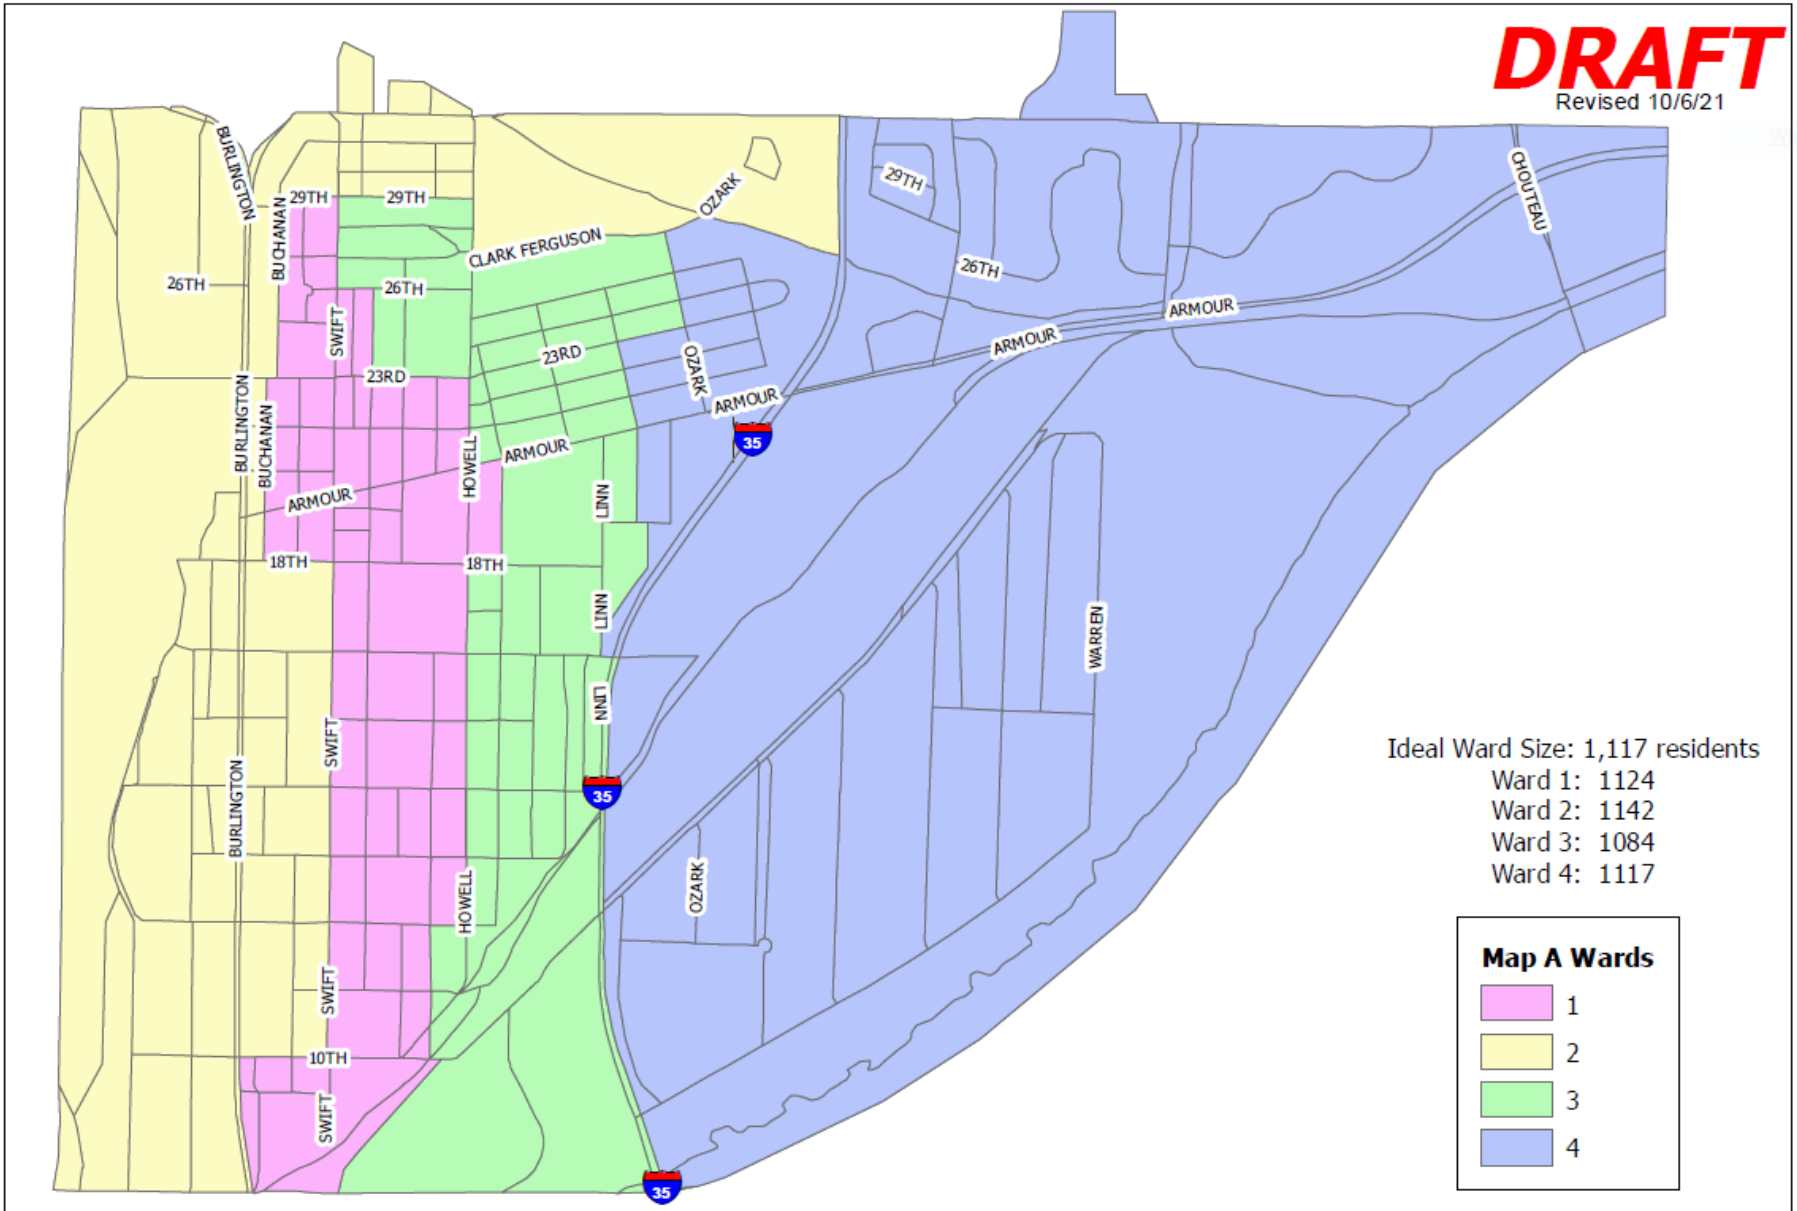 DRAFT
Revised 10/6/21
BURLINGTON
29TH
29TH
BUCHANAN
OZARK
29TH
CHOUTEAU
CLARK FERGUSON
26TH
26TH
26TH
SWIFT
ARMOUR
ARMOUR
23RD
23RD
OZARK
BURLINGTON
BUCHANAN
ARMOUR
35
HOWELL
ARMOUR
ARMOUR
LINN
18TH
18TH
LINN
WARREN
LINN
SWIFT
BURLINGTON
35
OZARK
HOWELL
SWIFT
10TH
SWIFT
35
Ideal Ward Size: 1,117 residents
Ward 1: 1124
Ward 2: 1142
Ward 3: 1084
Ward 4: 1117
Map A Wards
1
2
3
4